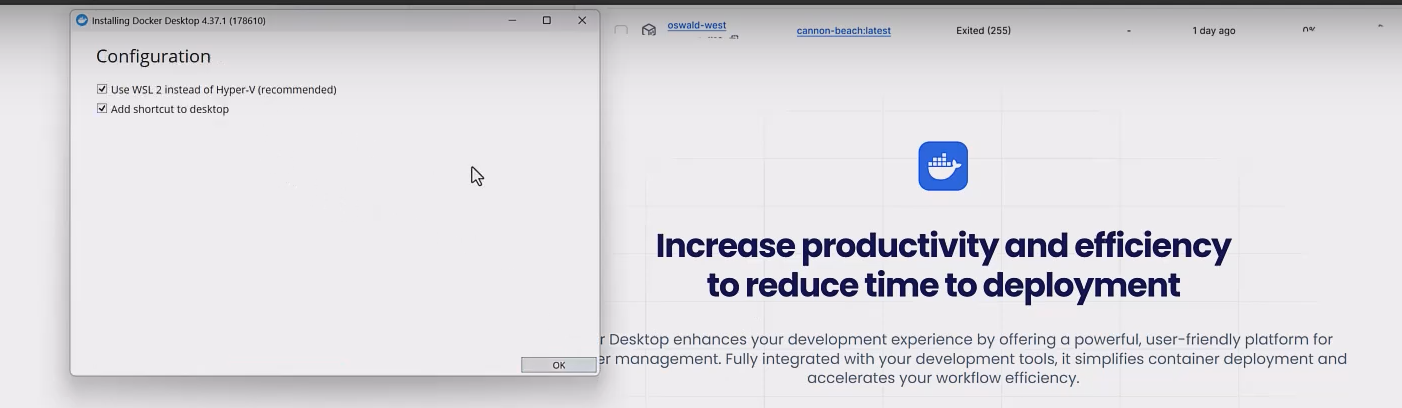 Installing Docker Desktop 4.37.1 (178610)
Configuration
Use WSL 2 instead of Hyper-V (recommended)
Add shortcut to desktop
OK
oswald-west
cannon-beach:latest
Exited (255)
-
1 day ago
Increase productivity and efficiency
to reduce time to deployment
Desktop enhances your development experience by offering a powerful, user-friendly platform for
management. Fully integrated with your development tools, it simplifies container deployment and
accelerates your workflow efficiency.